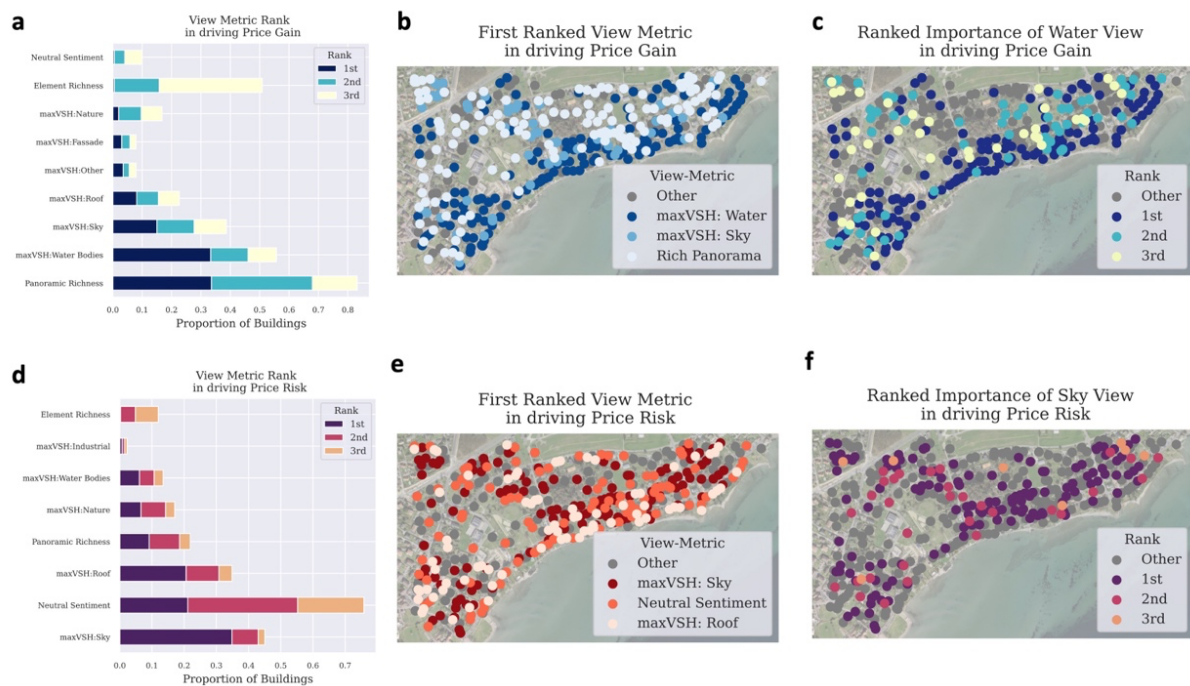 a
View Metric Rank
in driving Price Gain
Neutral Sentiment
Element Richness
maxVSH:Nature
maxVSH:Fassade
maxVSH:Other
maxVSH:Roof
maxVSH:Sky
maxVSH:Water Bodies
Panoramic Richness
Rank
1st
2nd
3rd
0.0 0.1 0.2 0.3 0.4 0.5 0.6 0.7 0.8
Proportion of Buildings
b
First Ranked View Metric
in driving Price Gain
View-Metric
Other
maxVSH: Water
maxVSH: Sky
Rich Panorama
c
Ranked Importance of Water View
in driving Price Gain
Rank
Other
1st
2nd
3rd
d
View Metric Rank
in driving Price Risk
Element Richness
maxVSH:Industrial
maxVSH:Water Bodies
maxVSH:Nature
Panoramic Richness
maxVSH:Roof
Neutral Sentiment
maxVSH:Sky
Rank
1st
2nd
3rd
0.0 0.1 0.2 0.3 0.4 0.5 0.6 0.7
Proportion of Buildings
e
First Ranked View Metric
in driving Price Risk
View-Metric
Other
maxVSH: Sky
Neutral Sentiment
maxVSH: Roof
f
Ranked Importance of Sky View
in driving Price Risk
Rank
Other
1st
2nd
3rd